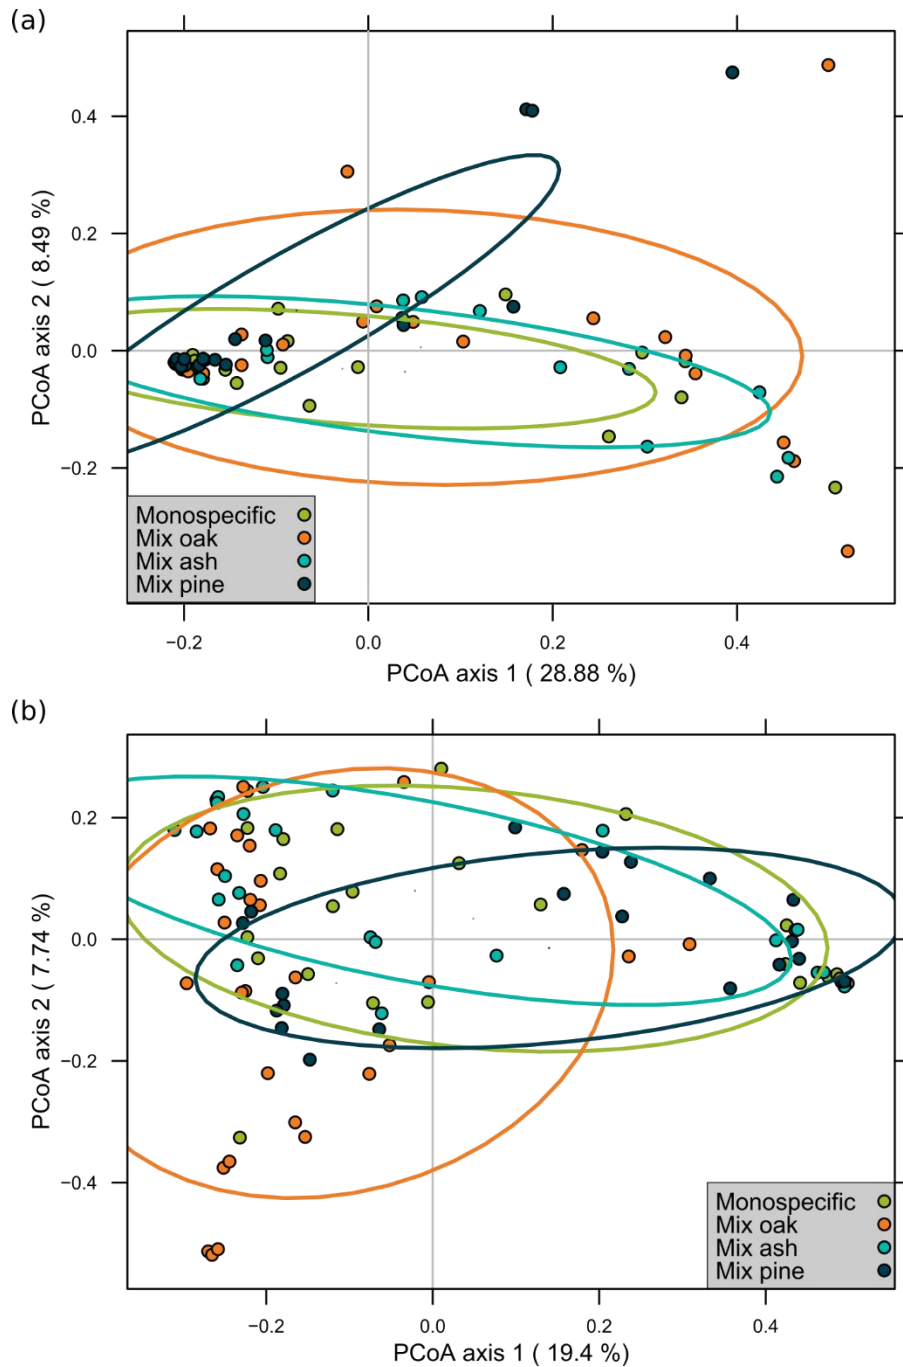 (a)
0.4
0.2
0.0
−0.2
PCoA axis 2 ( 8.49 %)
Monospecific
Mix oak
Mix ash
Mix pine
−0.2 0.0 0.2 0.4
PCoA axis 1 ( 28.88 %)
(b)
0.2
0.0
−0.2
−0.4
PCoA axis 2 ( 7.74 %)
Monospecific
Mix oak
Mix ash
Mix pine
−0.2 0.0 0.2 0.4
PCoA axis 1 ( 19.4 %)